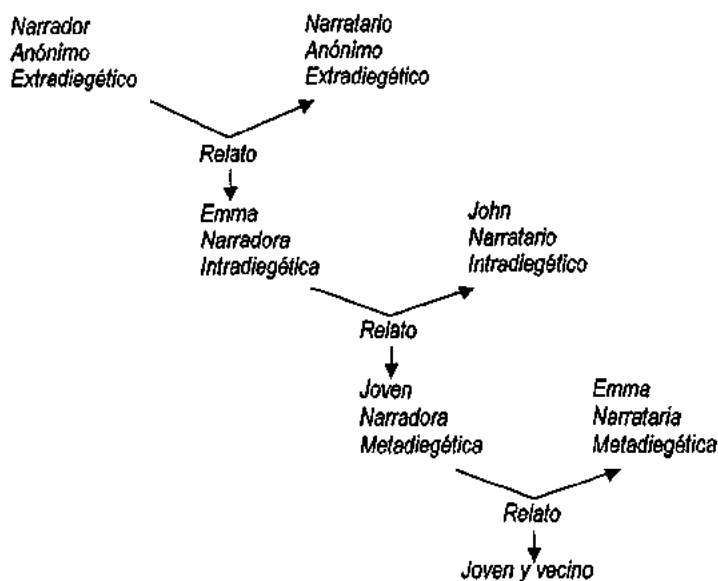 Narrador
Anónimo
Extradiegético
Narratario
Anónimo
Extradiegético
Relato
Emma
Narradora
Intradiegética
John
Narratario
Intradiegético
Relato
Joven
Narradora
Metadiegética
Emma
Narrataria
Metadiegética
Relato
Joven y vecino